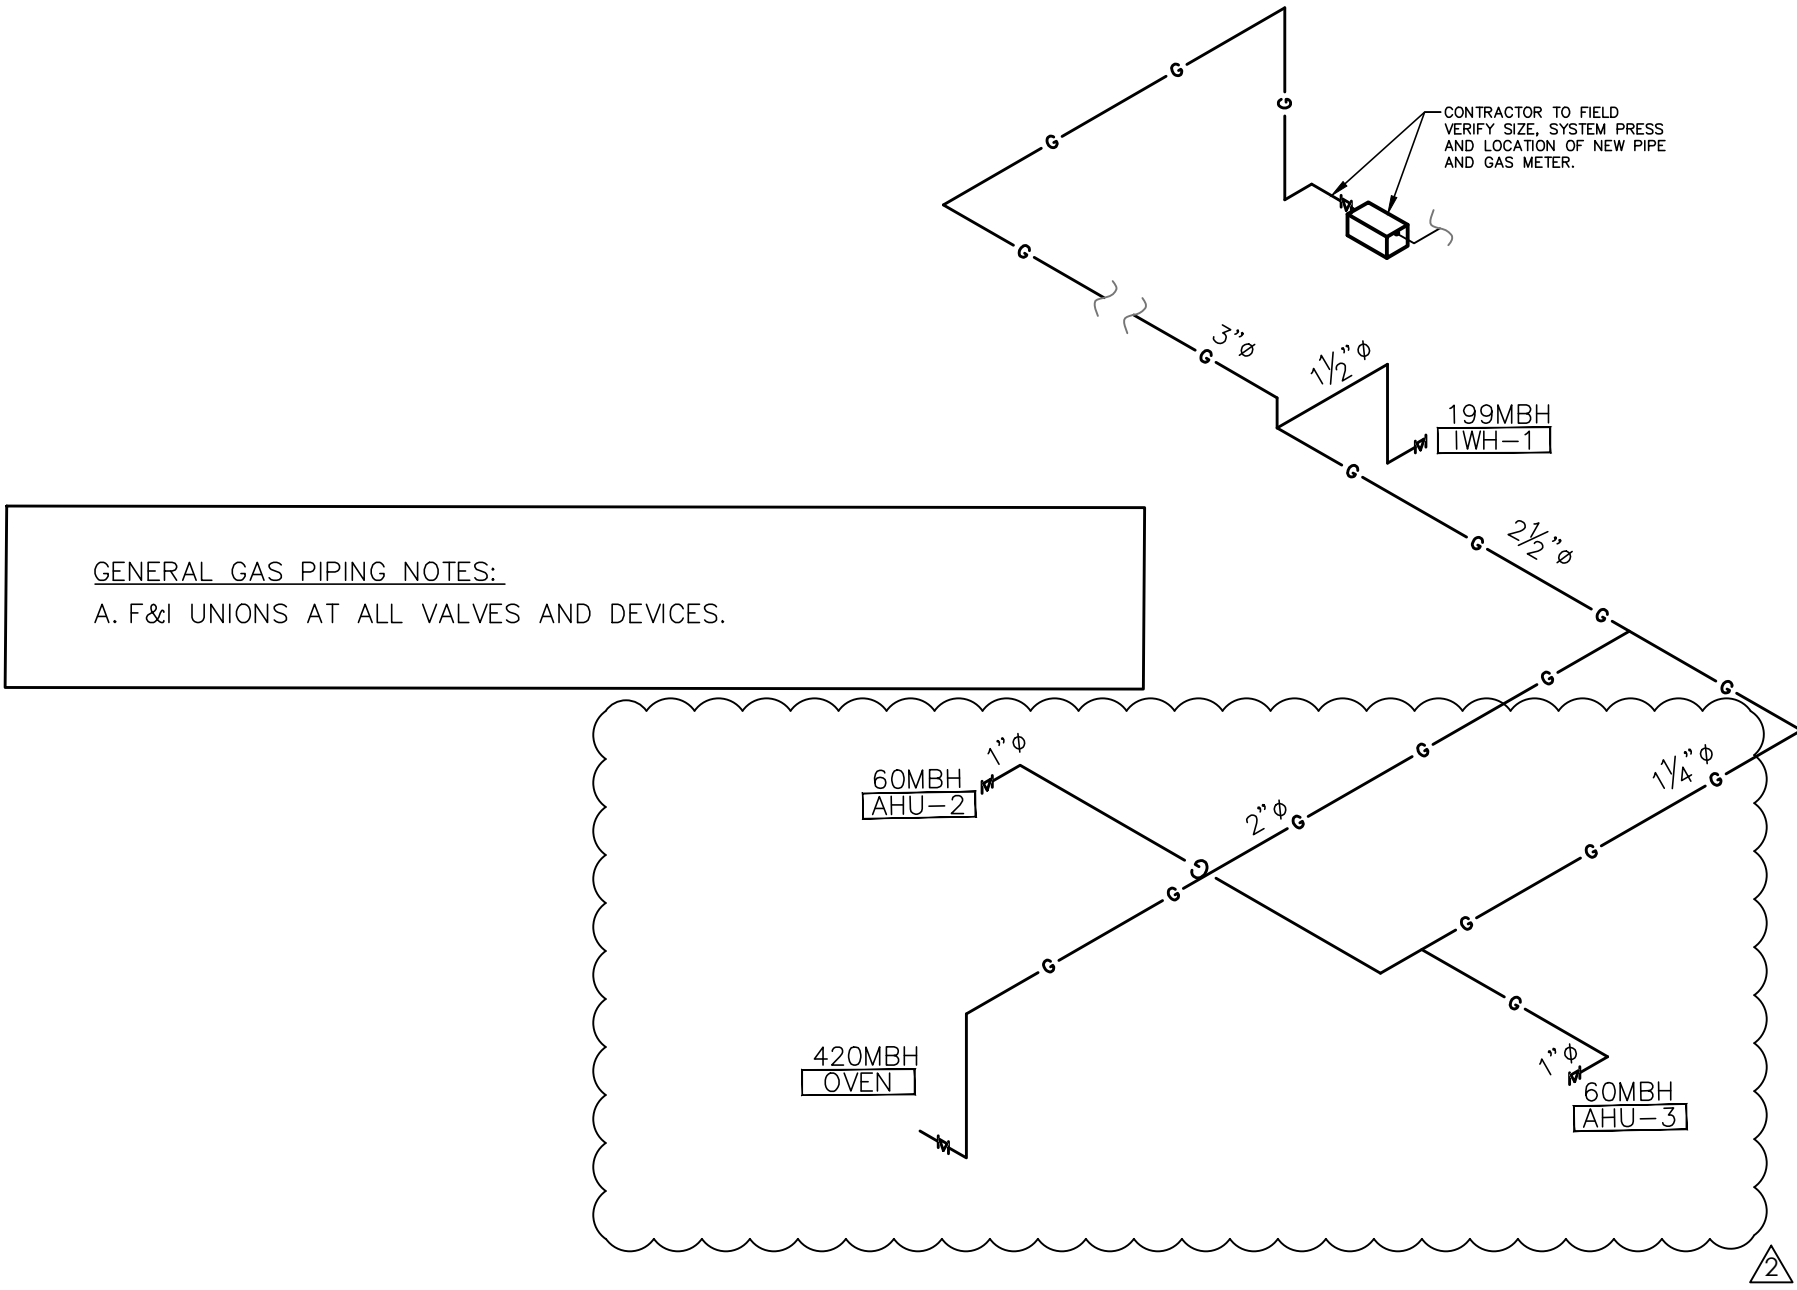 CONTRACTOR TO FIELD
VERIFY SIZE, SYSTEM PRESS
AND LOCATION OF NEW PIPE
AND GAS METER.
G
G
G
G
G
3"ø
1½"ø
199MBH
IWH-1
G
G
2½"ø
G
GENERAL GAS PIPING NOTES:
A. F&I UNIONS AT ALL VALVES AND DEVICES.
G
G
1"ø
60MBH
AHU-2
G
1¼"ø
G
2"ø
G
G
G
G
G
G
G
420MBH
OVEN
1"ø
60MBH
AHU-3
2